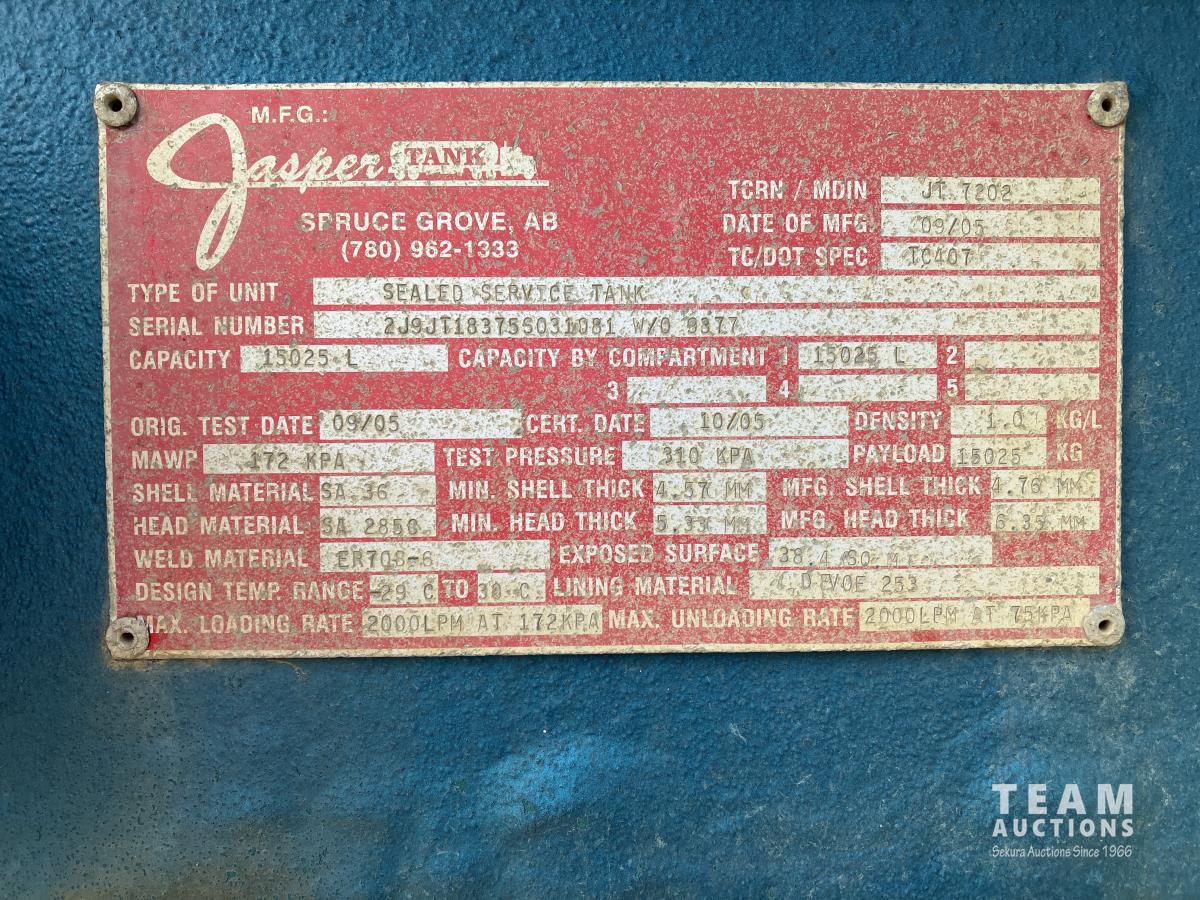 M.F.G.:
Jasper TANK
SPRUCE GROVE, AB
(780) 962-1333
TCRN / MDIN JT 7202
DATE OF MFG. 09/05
TC/DOT SPEC TC407
TYPE OF UNIT SEALED SERVICE TANK
SERIAL NUMBER 2J9JT18375S031081 W/O 9877
CAPACITY 15025 L CAPACITY BY COMPARTMENT 1 15025 L 2
3 4 5
ORIG. TEST DATE 09/05 CERT. DATE 10/05 DENSITY 1.0 KG/L
MAWP 172 KPA TEST PRESSURE 310 KPA PAYLOAD 15025 KG
SHELL MATERIAL SA 36 MIN. SHELL THICK 4.57 MM MFG. SHELL THICK 4.76 MM
HEAD MATERIAL SA 285C MIN. HEAD THICK 5.33 MM MFG. HEAD THICK 6.35 MM
WELD MATERIAL ER70S-6 EXPOSED SURFACE 38.4 SQ M
DESIGN TEMP. RANGE -29 C TO 38 C LINING MATERIAL DEVOE 253
MAX. LOADING RATE 2000LPM AT 172KPA MAX. UNLOADING RATE 2000LPM AT 75KPA
TEAM
AUCTIONS
Sekura Auctions Since 1966